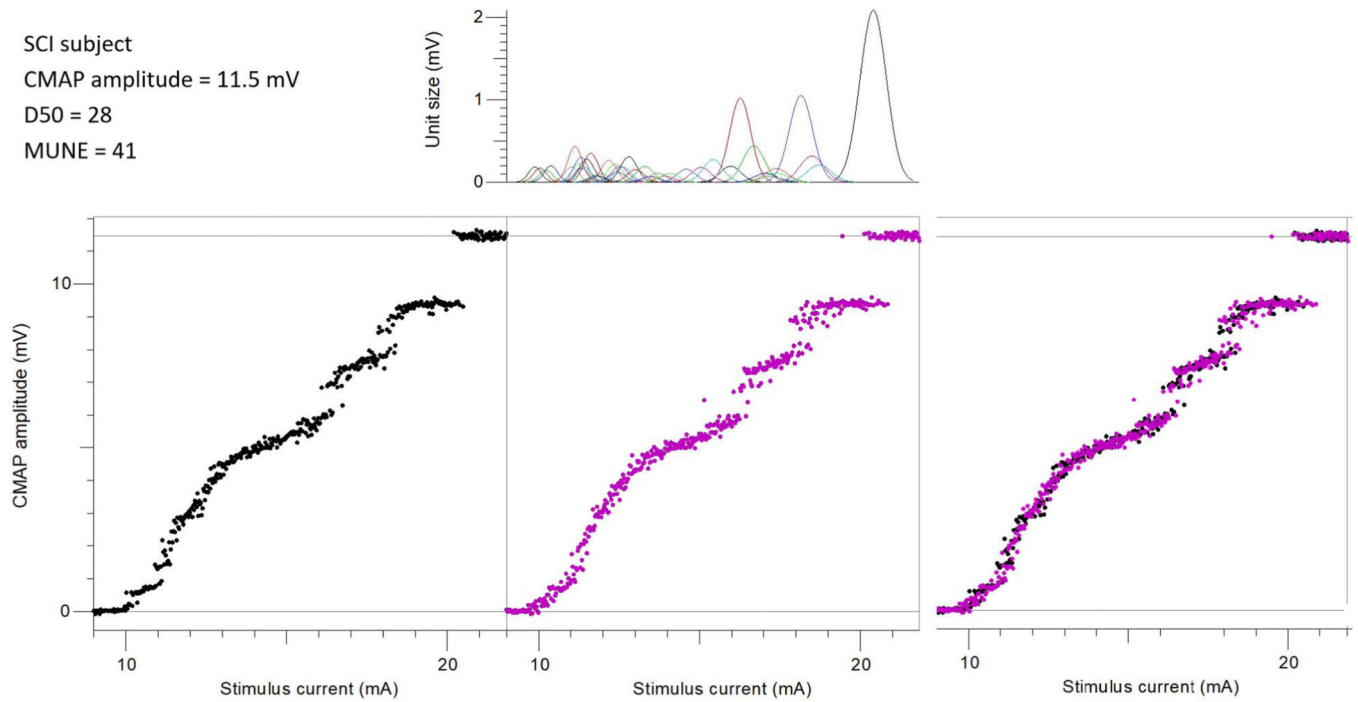 SCI subject
CMAP amplitude = 11.5 mV
D50 = 28
MUNE = 41
Unit size (mV)
2
1
0
CMAP amplitude (mV)
10
0
10
20
10
20
10
20
Stimulus current (mA)
Stimulus current (mA)
Stimulus current (mA)